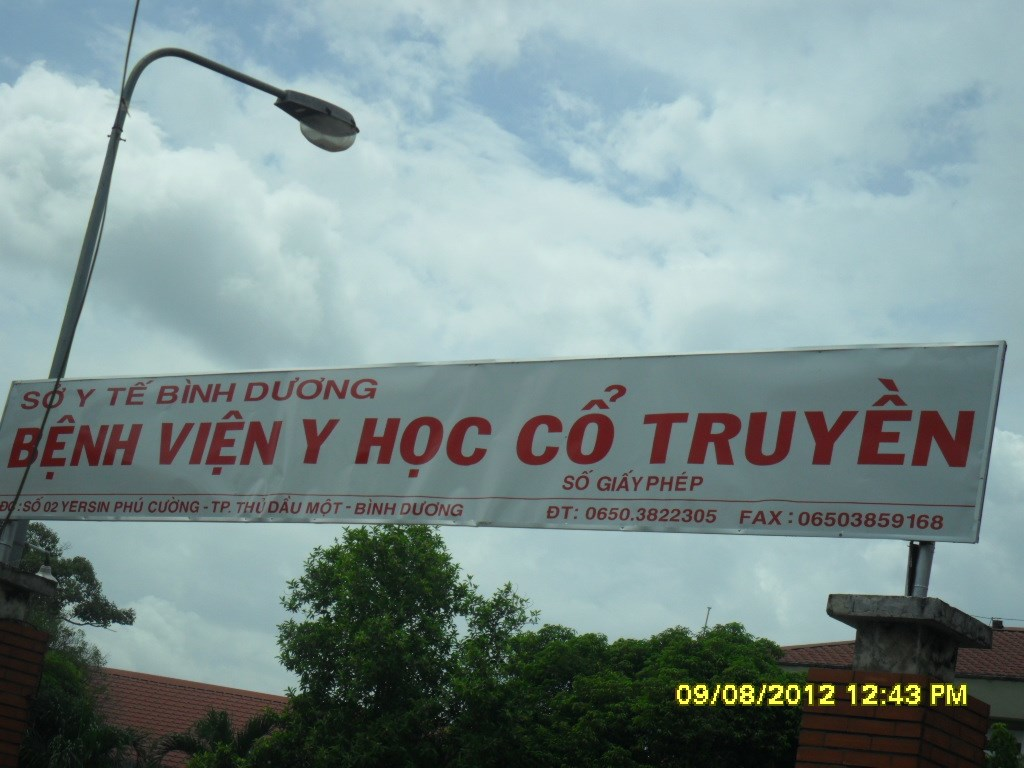 SỞ Y TẾ BÌNH DƯƠNG
BỆNH VIỆN Y HỌC CỔ TRUYỀN
SỐ GIẤY PHÉP
ĐC: SỐ 02 YERSIN PHÚ CƯỜNG - TP. THỦ DẦU MỘT - BÌNH DƯƠNG ĐT: 0650.3822305 FAX : 06503859168
09/08/2012 12:43 PM